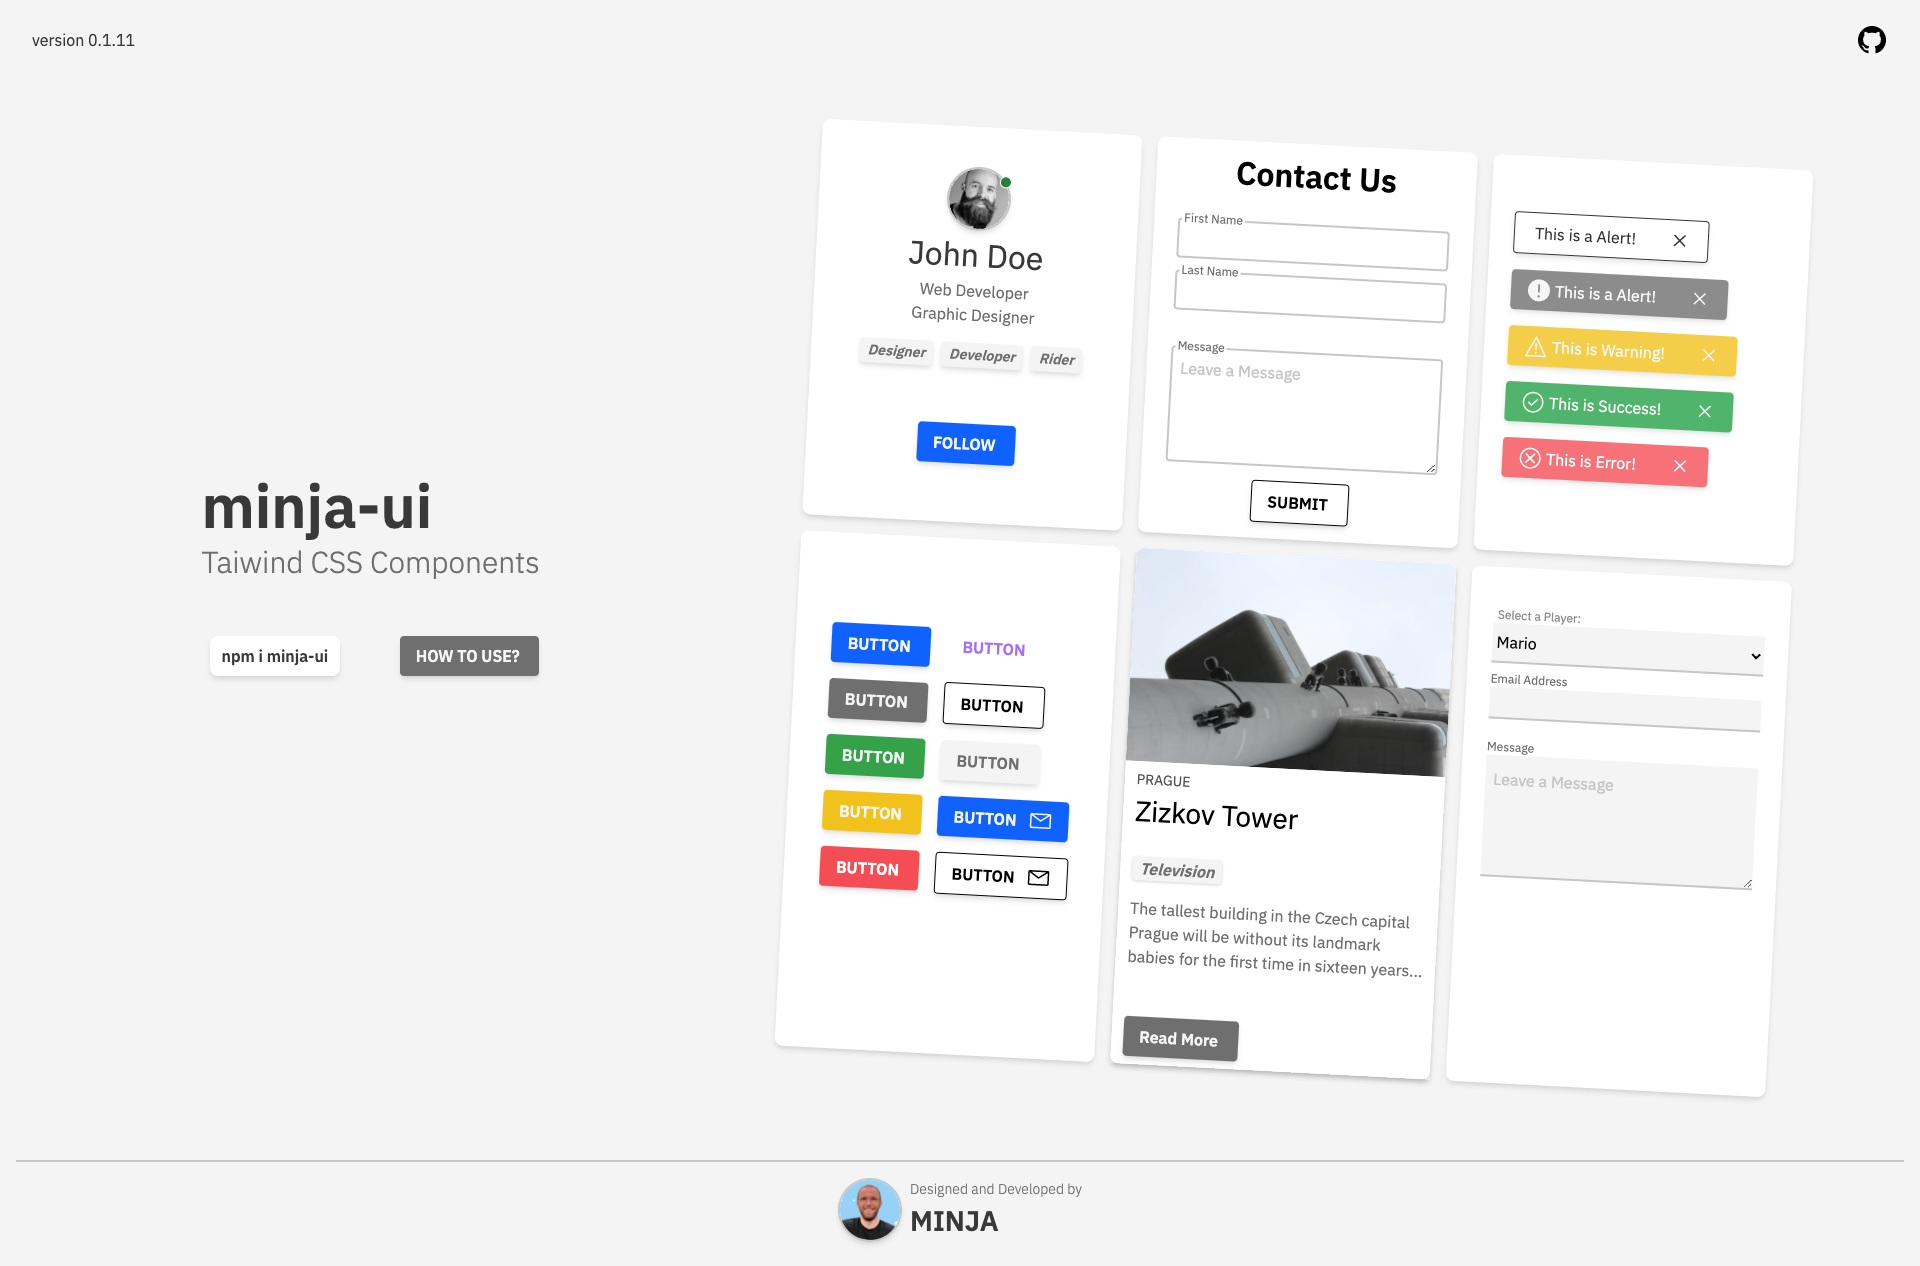 version 0.1.11
minja-ui
Taiwind CSS Components
npm i minja-ui
HOW TO USE?
John Doe
Web Developer
Graphic Designer
Designer
Developer
Rider
FOLLOW
Contact Us
First Name
Last Name
Message
Leave a Message
SUBMIT
This is a Alert!
This is a Alert!
This is Warning!
This is Success!
This is Error!
BUTTON
BUTTON
BUTTON
BUTTON
BUTTON
BUTTON
BUTTON
BUTTON
BUTTON
BUTTON
PRAGUE
Zizkov Tower
Television
The tallest building in the Czech capital
Prague will be without its landmark
babies for the first time in sixteen years...
Read More
Select a Player:
Mario
Email Address
Message
Leave a Message
Designed and Developed by
MINJA